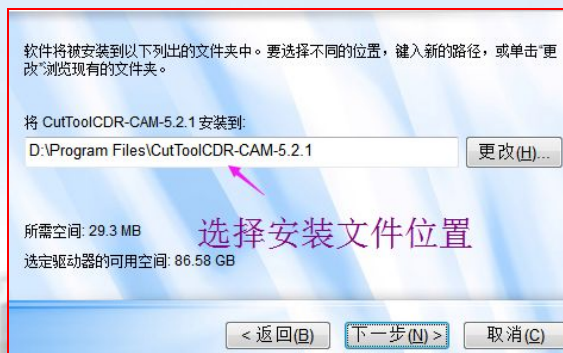 软件将被安装到以下列出的文件夹中。要选择不同的位置，键入新的路径，或单击“更
改”浏览现有的文件夹。
将 CutToolCDR-CAM-5.2.1 安装到:
D:\Program Files\CutToolCDR-CAM-5.2.1
更改(H)...
选择安装文件位置
所需空间: 29.3 MB
选定驱动器的可用空间: 86.58 GB
< 返回(B)
下一步(N) >
取消(C)